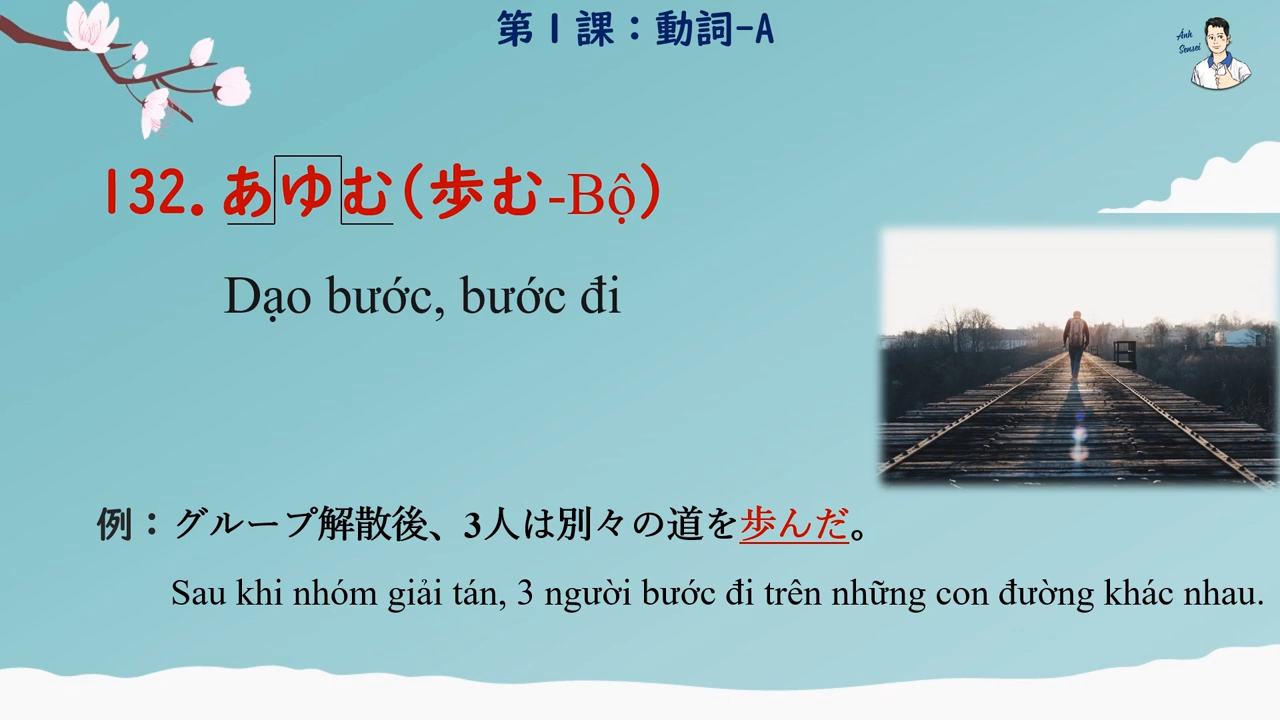 第1課：動詞-A
Ánh
Sensei
132. あゆむ(歩む-Bộ)
Dạo bước, bước đi
例：グループ解散後、3人は別々の道を歩んだ。
Sau khi nhóm giải tán, 3 người bước đi trên những con đường khác nhau.